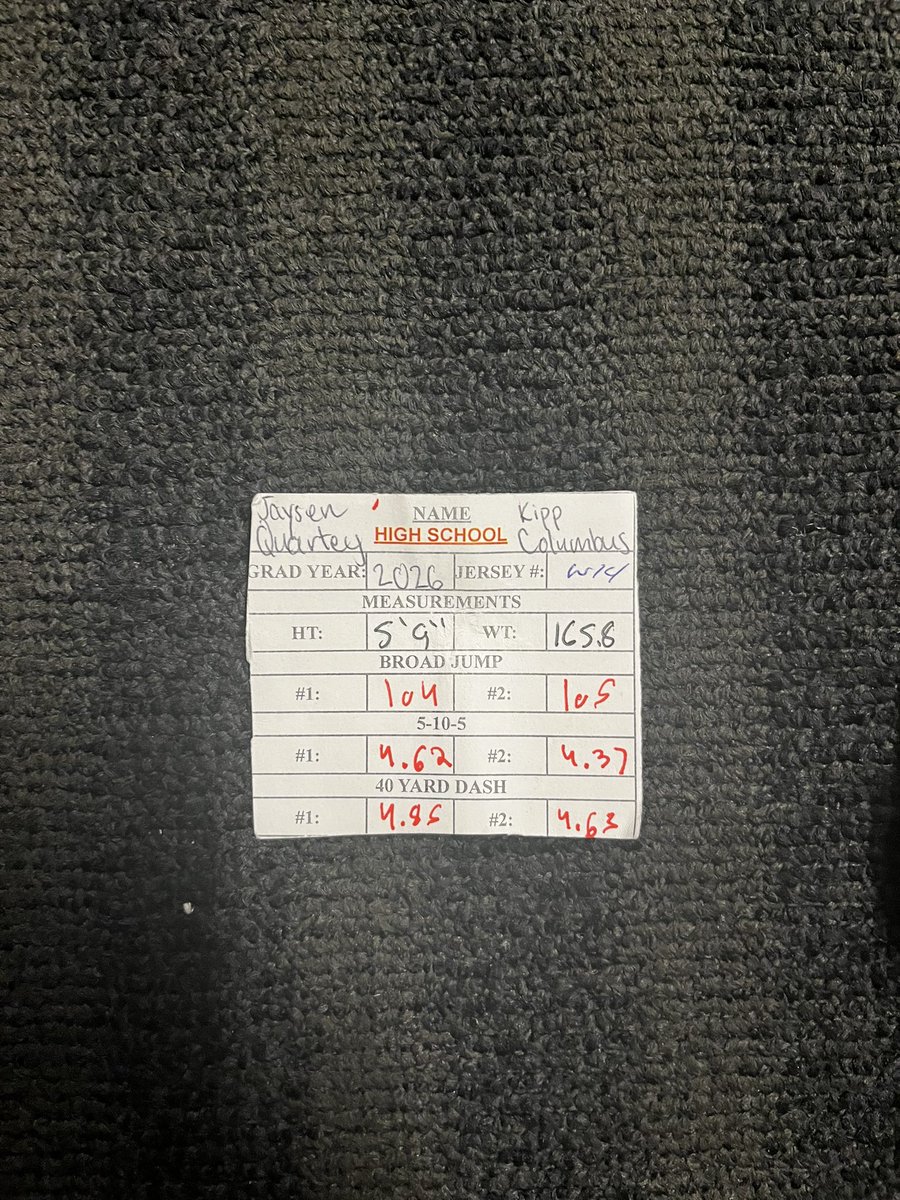 Jaysen NAME Kipp
Quartey HIGH SCHOOL Columbus
GRAD YEAR: 2026 JERSEY #:
MEASUREMENTS
HT: 5'9" WT: 165.8
BROAD JUMP
#1: 104 #2: 105
5-10-5
#1: 4.62 #2: 4.37
40 YARD DASH
#1: 4.85 #2: 4.63